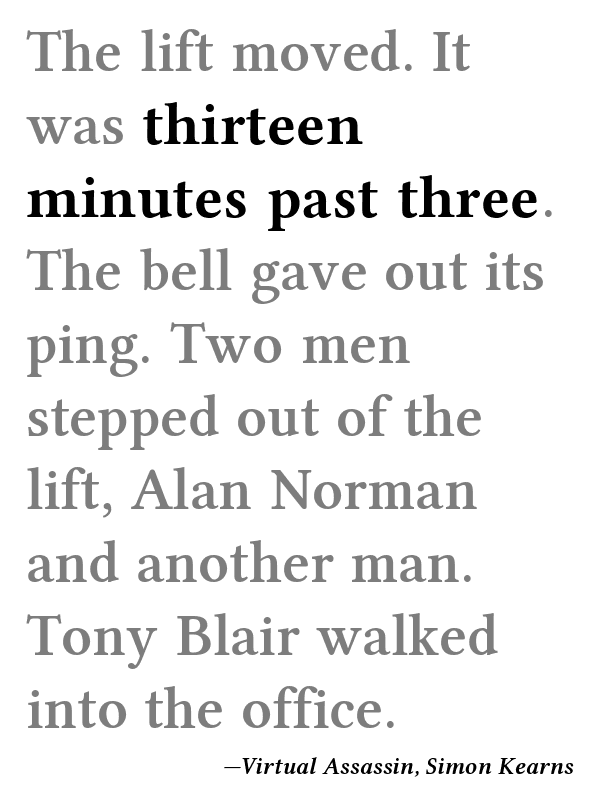 The lift moved. It
was thirteen
minutes past three.
The bell gave out its
ping. Two men
stepped out of the
lift, Alan Norman
and another man.
Tony Blair walked
into the office.
—Virtual Assassin, Simon Kearns